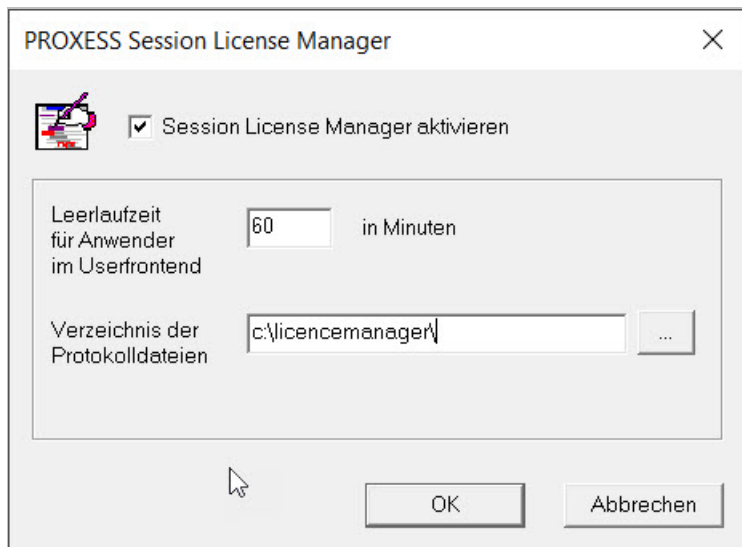 PROXESS Session License Manager
Session License Manager aktivieren
Leerlaufzeit
für Anwender
im Userfrontend
60
in Minuten
Verzeichnis der
Protokolldateien
c:\licencemanager\
...
OK
Abbrechen